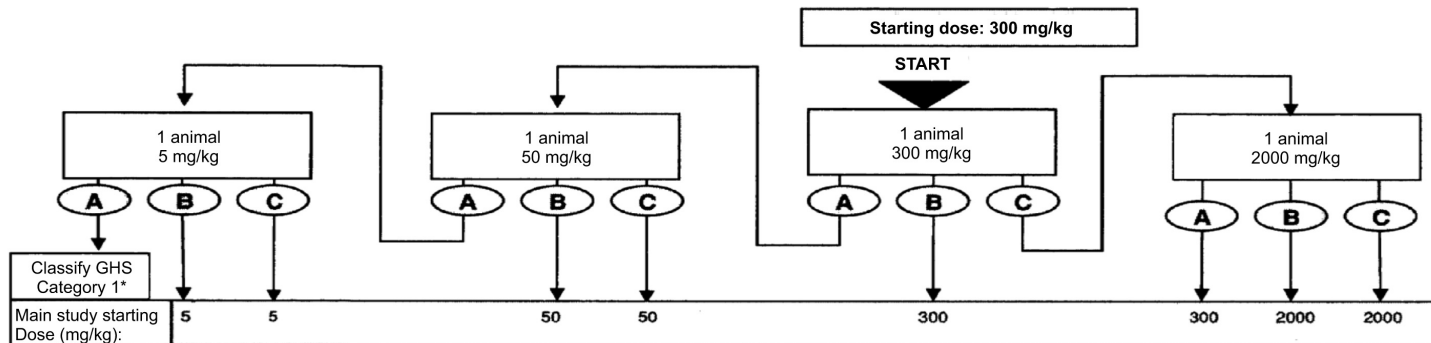 Starting dose: 300 mg/kg
START
1 animal
5 mg/kg
1 animal
50 mg/kg
1 animal
300 mg/kg
1 animal
2000 mg/kg
A
B
C
A
B
C
A
B
C
A
B
C
Classify GHS
Category 1*
Main study starting
Dose (mg/kg):
5
5
50
50
300
300
2000
2000